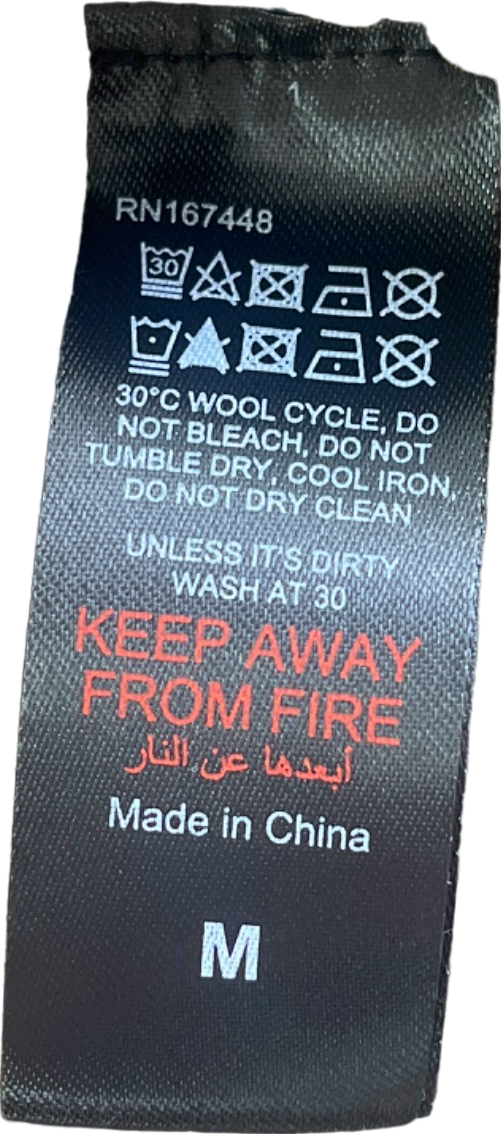 1
RN167448
30
30°C WOOL CYCLE, DO
NOT BLEACH, DO NOT
TUMBLE DRY, COOL IRON,
DO NOT DRY CLEAN
UNLESS IT'S DIRTY
WASH AT 30
KEEP AWAY
FROM FIRE
أبعدها عن النار
Made in China
M